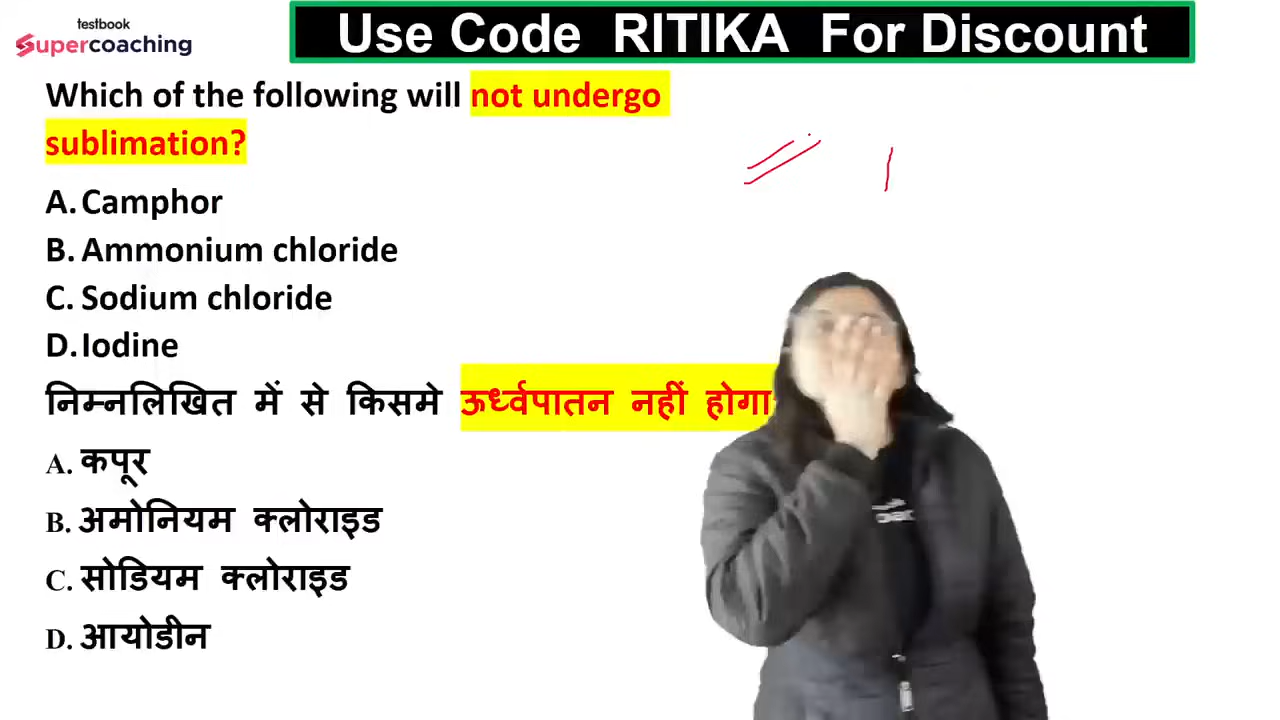 testbook
Supercoaching
Use Code RITIKA For Discount
Which of the following will not undergo
sublimation?
A. Camphor
B. Ammonium chloride
C. Sodium chloride
D. Iodine
निम्नलिखित में से किसमे ऊर्ध्वपातन नहीं होगा
A. कपूर
B. अमोनियम क्लोराइड
C. सोडियम क्लोराइड
D. आयोडीन